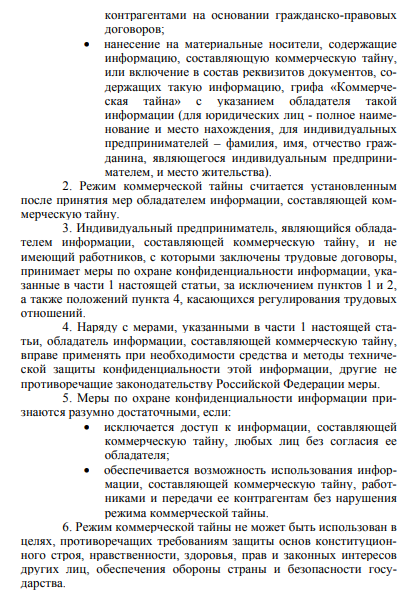 контрагентами на основании гражданско-правовых
договоров;
• нанесение на материальные носители, содержащие
информацию, составляющую коммерческую тайну,
или включение в состав реквизитов документов, со-
держащих такую информацию, грифа «Коммерче-
ская тайна» с указанием обладателя такой
информации (для юридических лиц - полное наиме-
нование и место нахождения, для индивидуальных
предпринимателей – фамилия, имя, отчество граж-
данина, являющегося индивидуальным предприни-
мателем, и место жительства).
2. Режим коммерческой тайны считается установленным
после принятия мер обладателем информации, составляющей ком-
мерческую тайну.
3. Индивидуальный предприниматель, являющийся облада-
телем информации, составляющей коммерческую тайну, и не
имеющий работников, с которыми заключены трудовые договоры,
принимает меры по охране конфиденциальности информации, ука-
занные в части 1 настоящей статьи, за исключением пунктов 1 и 2,
а также положений пункта 4, касающихся регулирования трудовых
отношений.
4. Наряду с мерами, указанными в части 1 настоящей ста-
тьи, обладатель информации, составляющей коммерческую тайну,
вправе применять при необходимости средства и методы техниче-
ской защиты конфиденциальности этой информации, другие не
противоречащие законодательству Российской Федерации меры.
5. Меры по охране конфиденциальности информации при-
знаются разумно достаточными, если:
• исключается доступ к информации, составляющей
коммерческую тайну, любых лиц без согласия ее
обладателя;
• обеспечивается возможность использования инфор-
мации, составляющей коммерческую тайну, работ-
никами и передачи ее контрагентам без нарушения
режима коммерческой тайны.
6. Режим коммерческой тайны не может быть использован в
целях, противоречащих требованиям защиты основ конституцион-
ного строя, нравственности, здоровья, прав и законных интересов
других лиц, обеспечения обороны страны и безопасности госу-
дарства.